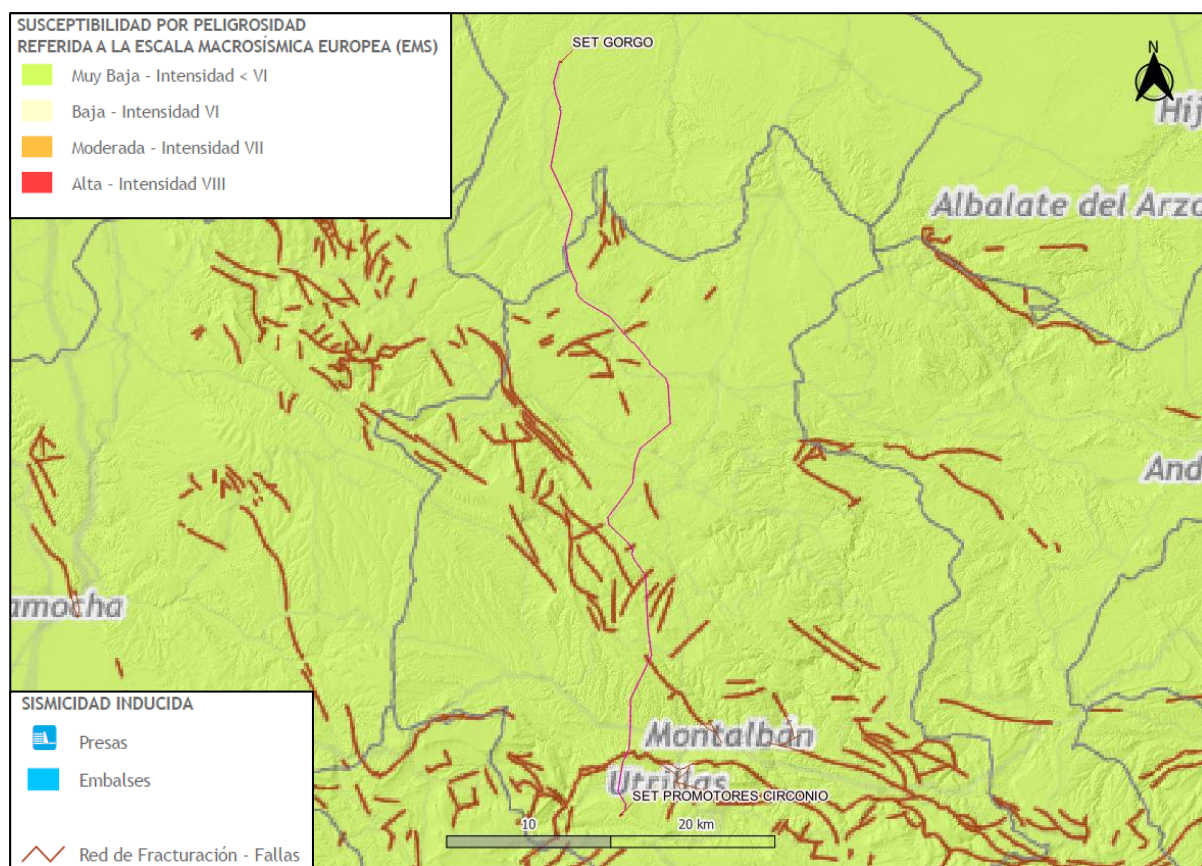 SUSCEPTIBILIDAD POR PELIGROSIDAD
REFERIDA A LA ESCALA MACROSÍSMICA EUROPEA (EMS)
Muy Baja - Intensidad < VI
Baja - Intensidad VI
Moderada - Intensidad VII
Alta - Intensidad VIII
SET GORGO
N
Híj
Albalate del Arzo
And
amocha
Montalbán
Utrillas
SET PROMOTORES CIRCONIO
10
20 km
SISMICIDAD INDUCIDA
Presas
Embalses
Red de Fracturación - Fallas